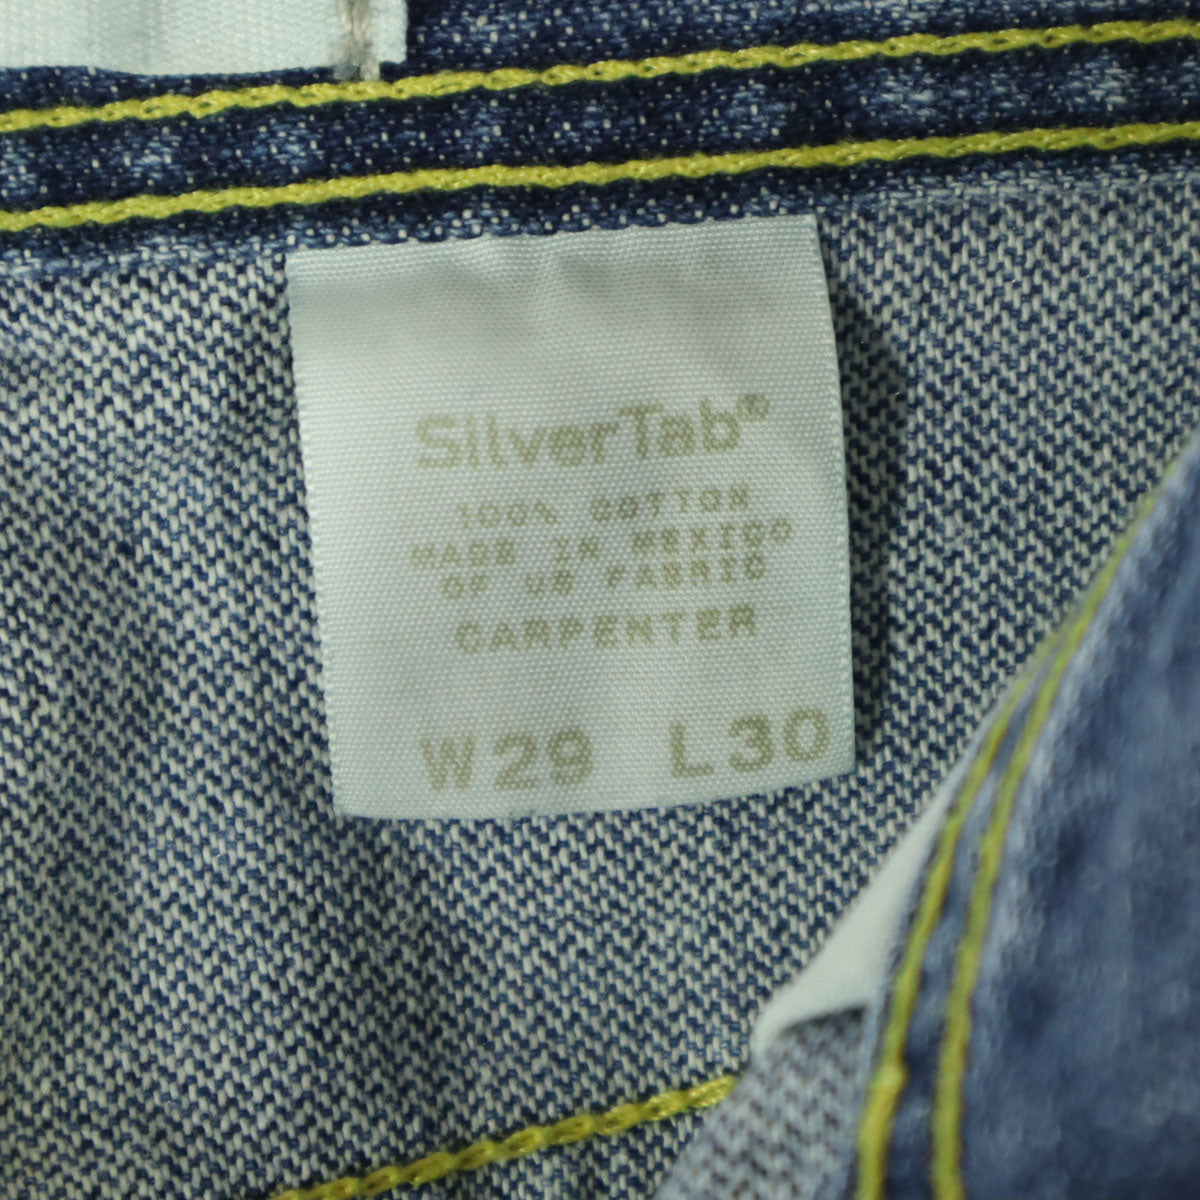 SilverTab®
100% COTTON
MADE IN MEXICO
OF US FABRIC
CARPENTER
W29 L30